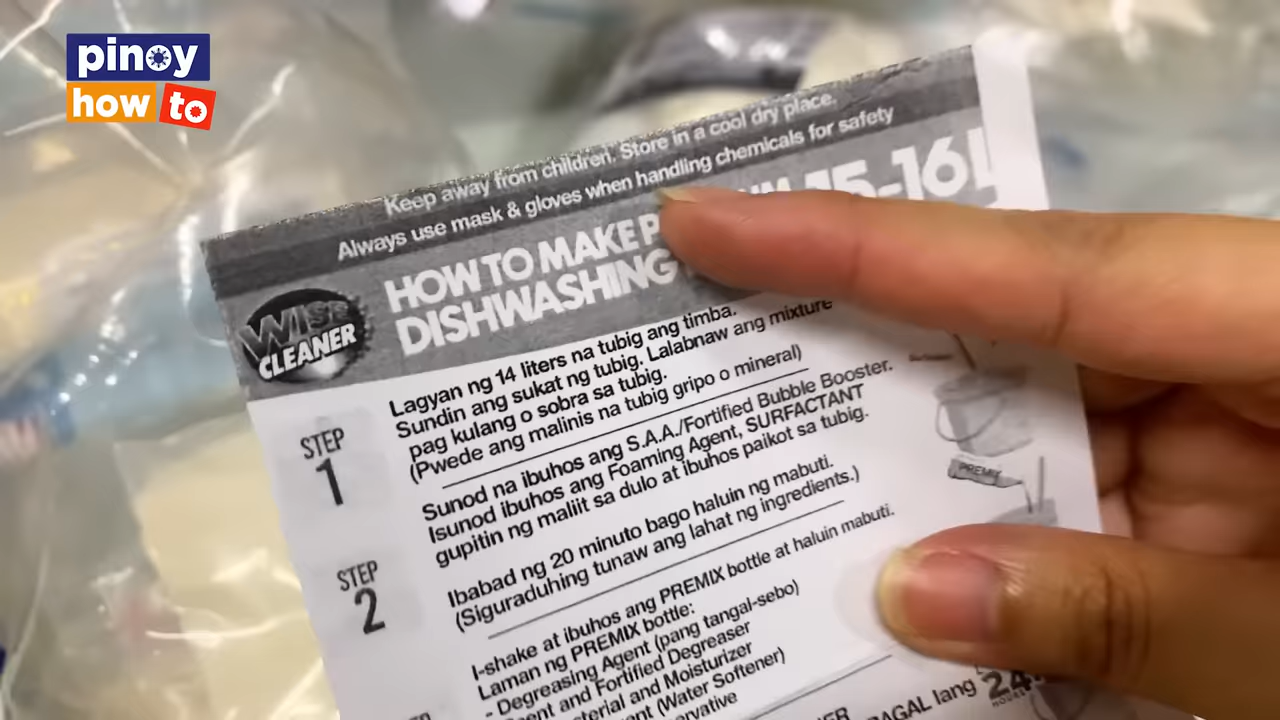 pinoy
how to
Keep away from children. Store in a cool dry place.
Always use mask & gloves when handling chemicals for safety
HOW TO MAKE
15-16L
DISHWASHING
WISE
CLEANER
STEP
1
Lagyan ng 14 liters na tubig ang timba.
Sundin ang sukat ng tubig. Lalabnaw ang mixture
pag kulang o sobra sa tubig.
(Pwede ang malinis na tubig gripo o mineral)
STEP
2
Sunod na ibuhos ang S.A.A./Fortified Bubble Booster.
Isunod ibuhos ang Foaming Agent, SURFACTANT
gupitin ng maliit sa dulo at ibuhos paikot sa tubig.
Ibabad ng 20 minuto bago haluin ng mabuti.
(Siguraduhing tunaw ang lahat ng ingredients.)
PREMIX
I-shake at ibuhos ang PREMIX bottle at haluin mabuti.
Laman ng PREMIX bottle:
- Degreasing Agent (pang tangal-sebo)
and Fortified Degreaser
and Moisturizer
(Water Softener)
lang
24